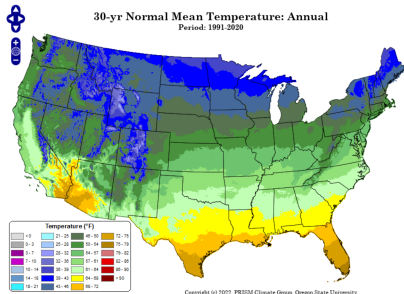 30-yr Normal Mean Temperature: Annual
Period: 1991-2020
Temperature (°F)
< 0
0 - 3
3 - 7
7 - 10
10 - 14
14 - 18
18 - 21
21 - 25
25 - 28
28 - 32
32 - 36
36 - 39
39 - 43
43 - 46
46 - 50
50 - 54
54 - 57
57 - 61
61 - 64
64 - 68
68 - 72
72 - 75
75 - 79
79 - 82
82 - 86
86 - 90
> 90
Copyright (c) 2022, PRISM Climate Group, Oregon State University